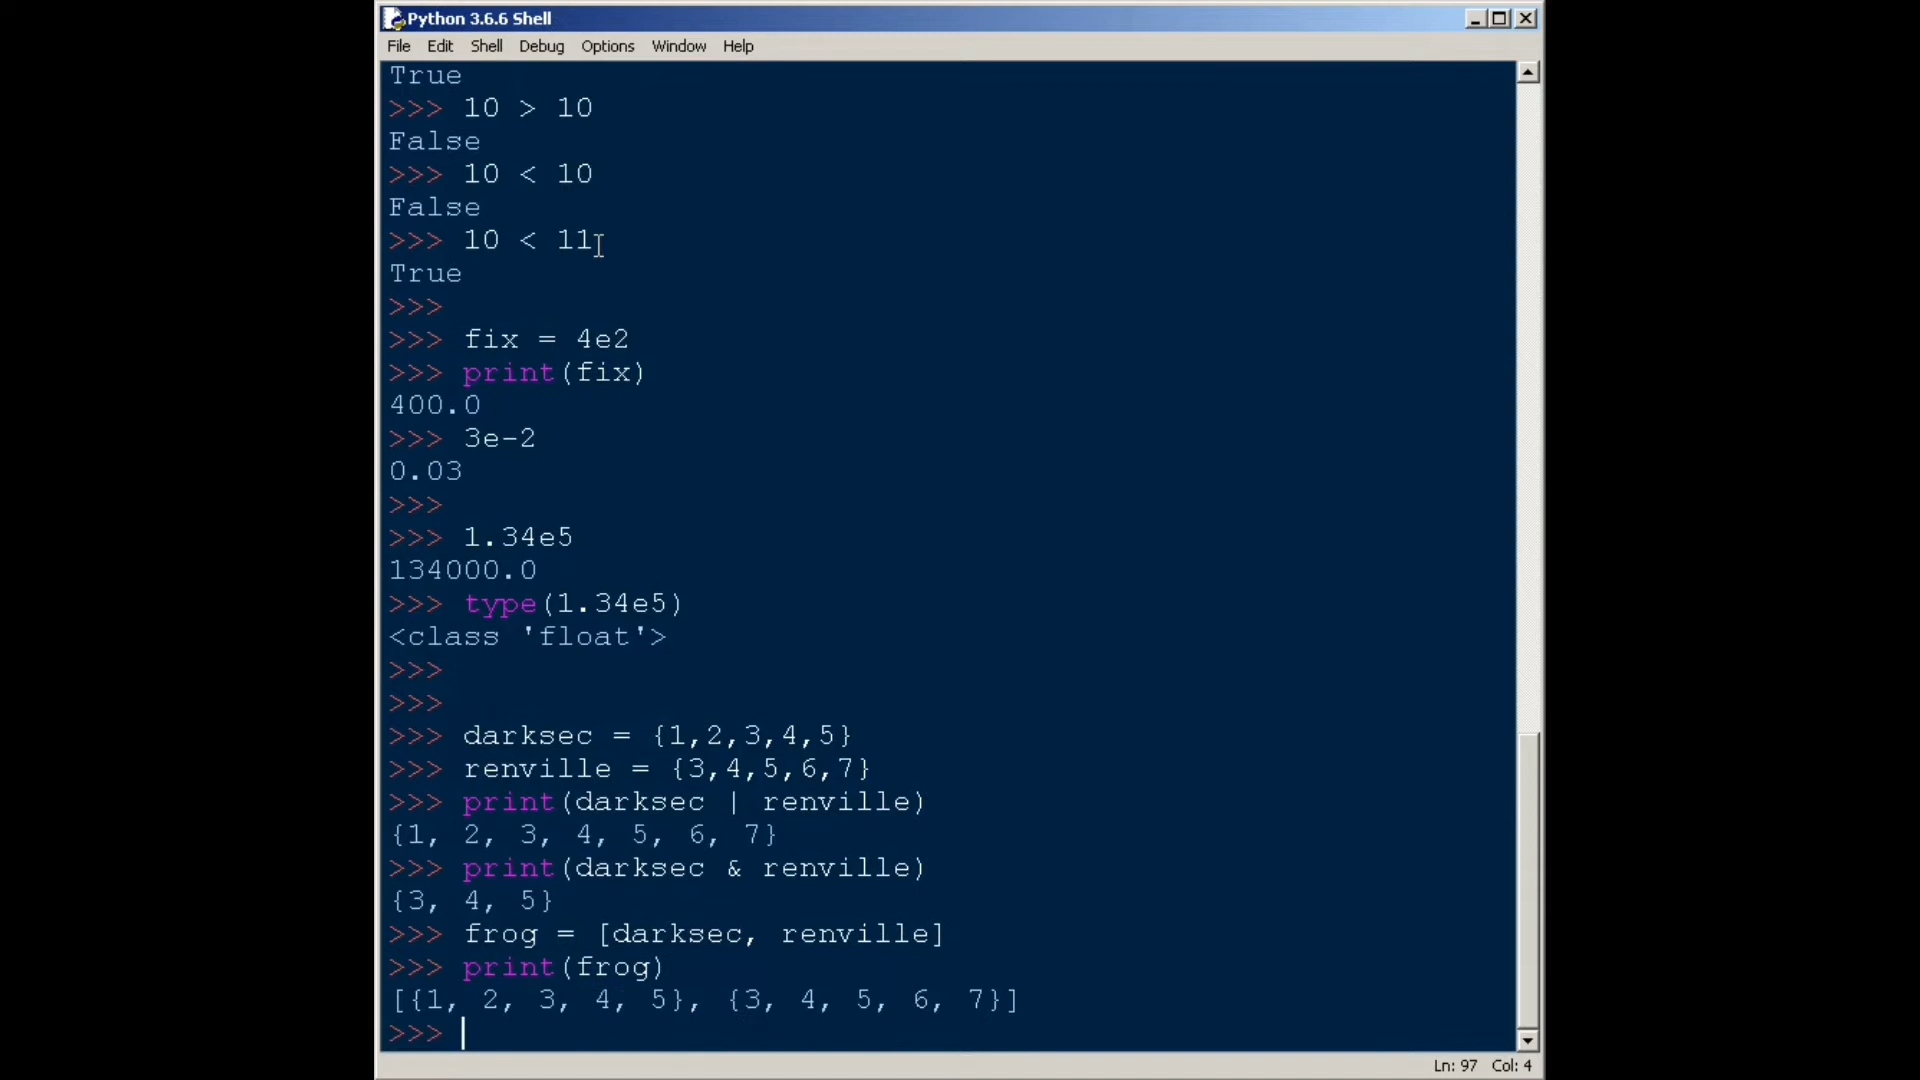 Python 3.6.6 Shell
File Edit Shell Debug Options Window Help
True
>>> 10 > 10
False
>>> 10 < 10
False
>>> 10 < 11
True
>>>
>>> fix = 4e2
>>> print(fix)
400.0
>>> 3e-2
0.03
>>>
>>> 1.34e5
134000.0
>>> type(1.34e5)
<class 'float'>
>>>
>>>
>>> darksec = {1,2,3,4,5}
>>> renville = {3,4,5,6,7}
>>> print(darksec | renville)
{1, 2, 3, 4, 5, 6, 7}
>>> print(darksec & renville)
{3, 4, 5}
>>> frog = [darksec, renville]
>>> print(frog)
[{1, 2, 3, 4, 5}, {3, 4, 5, 6, 7}]
>>>
Ln: 97 Col: 4